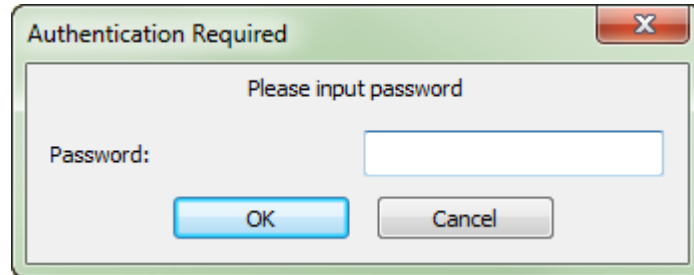 Authentication Required
Please input password
Password:
OK Cancel